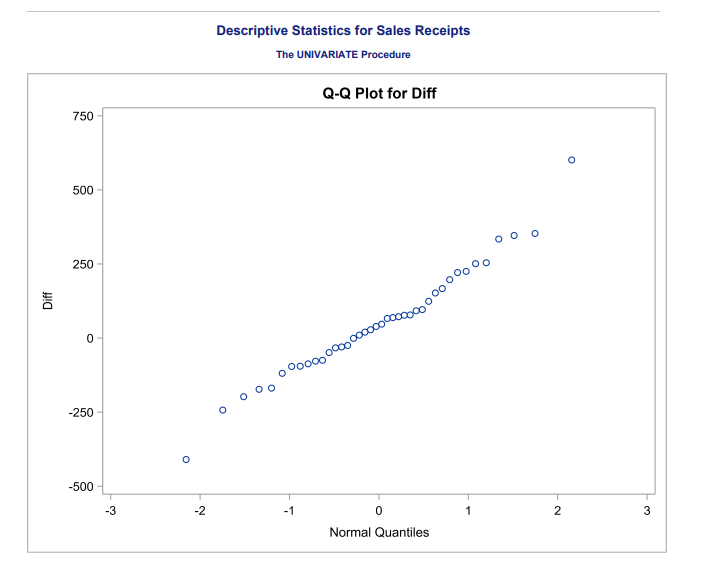 Descriptive Statistics for Sales Receipts
The UNIVARIATE Procedure
Q-Q Plot for Diff
750
500
250
0
-250
-500
Diff
-3 -2 -1 0 1 2 3
Normal Quantiles